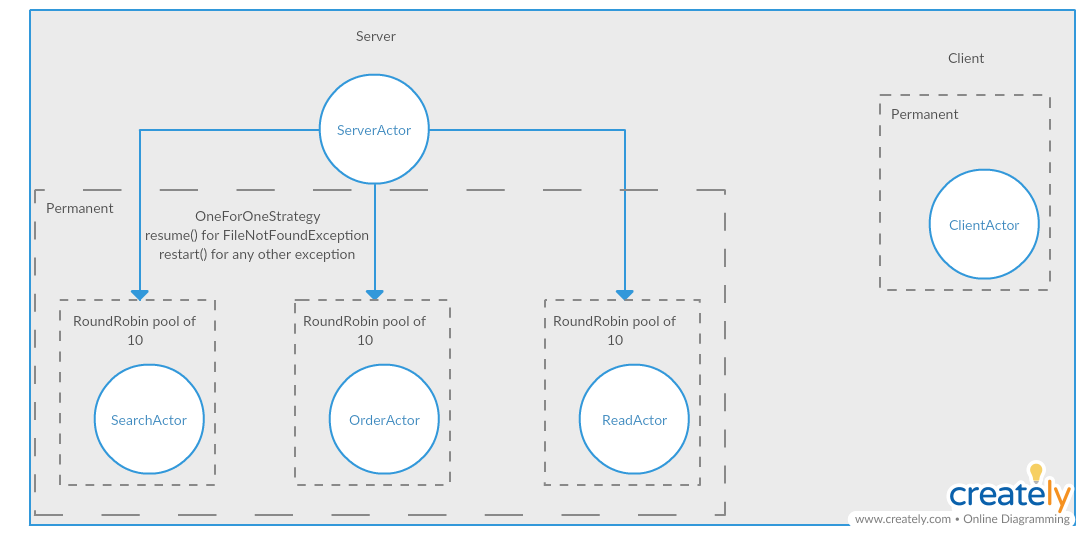 Server
Client
ServerActor
Permanent
Permanent
OneForOneStrategy
resume() for FileNotFoundException
restart() for any other exception
ClientActor
RoundRobin pool of
10
RoundRobin pool of
10
RoundRobin pool of
10
SearchActor
OrderActor
ReadActor
creately
www.creately.com • Online Diagramming